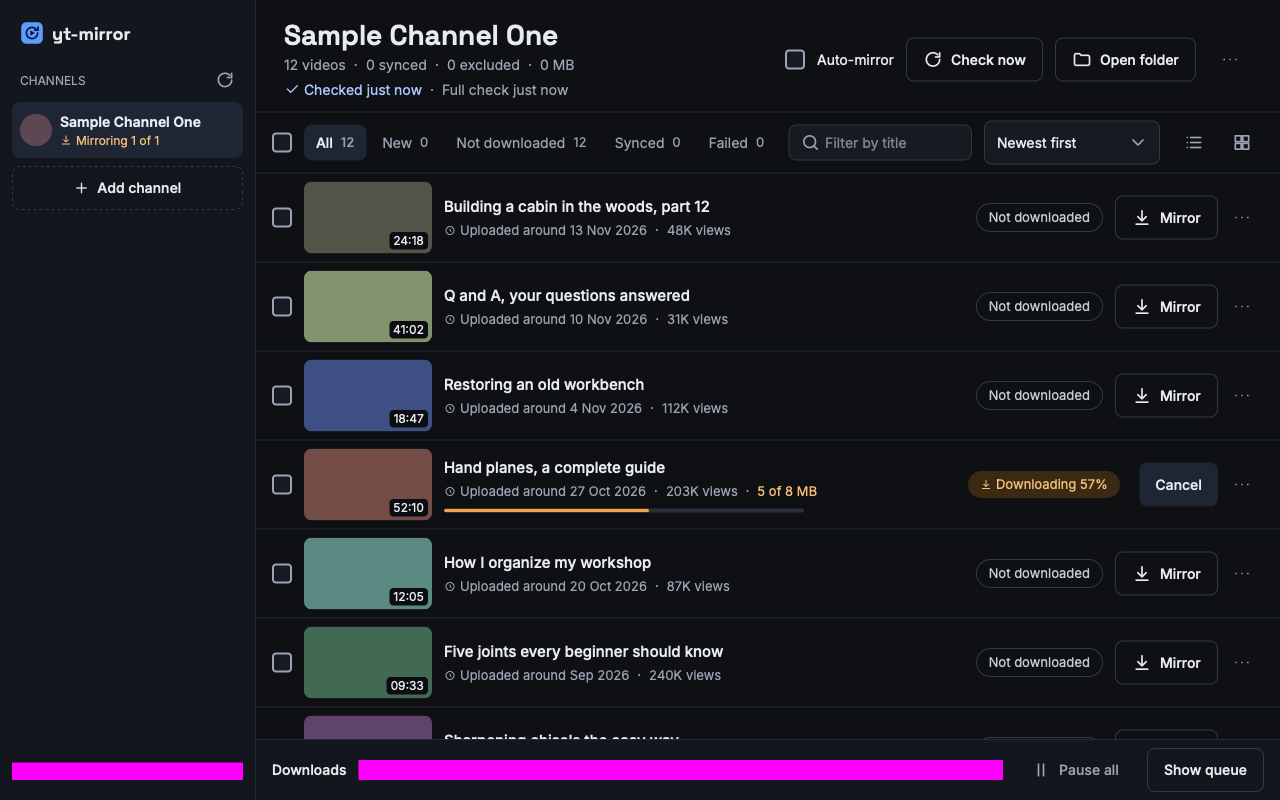 yt-mirror
CHANNELS
Sample Channel One
Mirroring 1 of 1
Add channel
Sample Channel One
12 videos · 0 synced · 0 excluded · 0 MB
Checked just now · Full check just now
Auto-mirror
Check now
Open folder
All 12
New 0
Not downloaded 12
Synced 0
Failed 0
Filter by title
Newest first
24:18
Building a cabin in the woods, part 12
Uploaded around 13 Nov 2026 · 48K views
Not downloaded
Mirror
41:02
Q and A, your questions answered
Uploaded around 10 Nov 2026 · 31K views
Not downloaded
Mirror
18:47
Restoring an old workbench
Uploaded around 4 Nov 2026 · 112K views
Not downloaded
Mirror
52:10
Hand planes, a complete guide
Uploaded around 27 Oct 2026 · 203K views · 5 of 8 MB
Downloading 57%
Cancel
12:05
How I organize my workshop
Uploaded around 20 Oct 2026 · 87K views
Not downloaded
Mirror
09:33
Five joints every beginner should know
Uploaded around Sep 2026 · 240K views
Not downloaded
Mirror
Sharpening chisels the easy way
Downloads
Pause all
Show queue